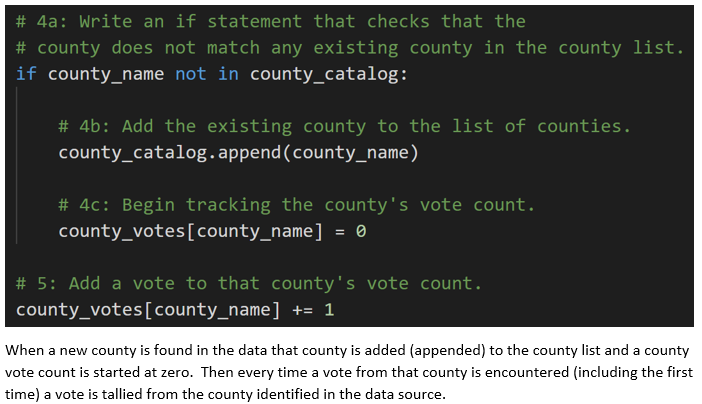 # 4a: Write an if statement that checks that the
# county does not match any existing county in the county list.
if county_name not in county_catalog:
# 4b: Add the existing county to the list of counties.
county_catalog.append(county_name)
# 4c: Begin tracking the county's vote count.
county_votes[county_name] = 0
# 5: Add a vote to that county's vote count.
county_votes[county_name] += 1
When a new county is found in the data that county is added (appended) to the county list and a county
vote count is started at zero.  Then every time a vote from that county is encountered (including the first
time) a vote is tallied from the county identified in the data source.